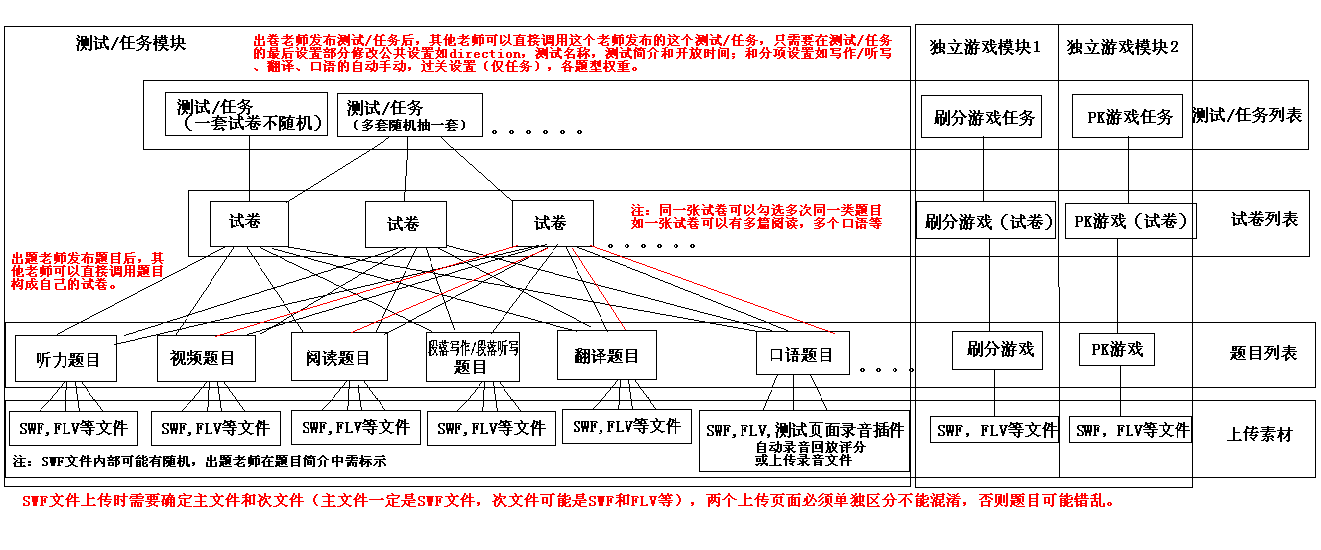 测试/任务模块
出卷老师发布测试/任务后，其他老师可以直接调用这个老师发布的这个测试/任务，只需要在测试/任务
的最后设置部分修改公共设置如direction，测试名称，测试简介和开放时间；和分项设置如写作/听写
、翻译、口语的自动手动，过关设置（仅任务），各题型权重。
独立游戏模块1
独立游戏模块2
测试/任务
（一套试卷不随机）
测试/任务
（多套随机抽一套）
。。。。。。
刷分游戏任务
PK游戏任务
测试/任务列表
试卷
试卷
试卷
注：同一张试卷可以勾选多次同一类题目
如一张试卷可以有多篇阅读，多个口语等
。。。。。。
刷分游戏（试卷）
PK游戏（试卷）
试卷列表
出题老师发布题目后，其
他老师可以直接调用题目
构成自己的试卷。
听力题目
视频题目
阅读题目
段落写作/段落听写
题目
翻译题目
口语题目
。。。。
刷分游戏
PK游戏
题目列表
SWF,FLV等文件
SWF,FLV等文件
SWF,FLV等文件
SWF,FLV等文件
SWF,FLV等文件
SWF,FLV,测试页面录音插件
自动录音回放评分
或上传录音文件
SWF，FLV等文件
SWF，FLV等文件
上传素材
注：SWF文件内部可能有随机，出题老师在题目简介中需标示
SWF文件上传时需要确定主文件和次文件（主文件一定是SWF文件，次文件可能是SWF和FLV等），两个上传页面必须单独区分不能混淆，否则题目可能错乱。